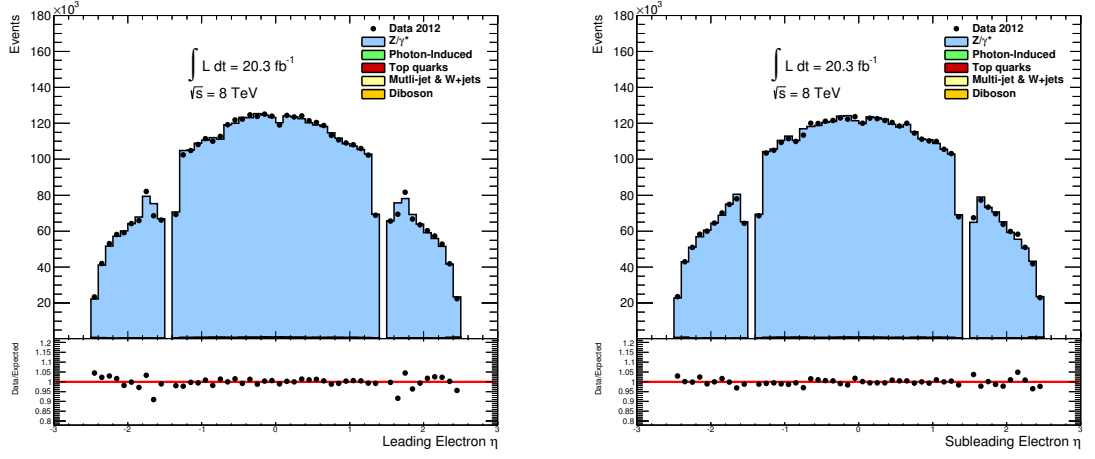 ×10³
Events
180
160
140
120
100
80
60
40
20
∫ L dt = 20.3 fb⁻¹
√s = 8 TeV
Data 2012
Z/γ*
Photon-Induced
Top quarks
Mutli-jet & W+jets
Diboson
Data/Expected
1.2
1.15
1.1
1.05
1
0.95
0.9
0.85
0.8
-3 -2 -1 0 1 2 3
Leading Electron η
×10³
Events
180
160
140
120
100
80
60
40
20
∫ L dt = 20.3 fb⁻¹
√s = 8 TeV
Data 2012
Z/γ*
Photon-Induced
Top quarks
Multi-jet & W+jets
Diboson
Data/Expected
1.2
1.15
1.1
1.05
1
0.95
0.9
0.85
0.8
-3 -2 -1 0 1 2 3
Subleading Electron η